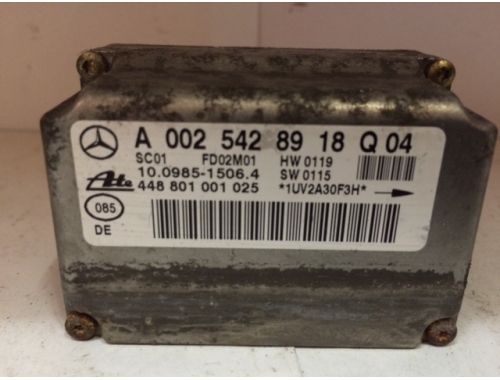 A 002 542 89 18 Q 04
SC01 FD02M01 HW 0119
10.0985-1506.4 SW 0115
Ate 448 801 001 025 *1UV2A30F3H*
085
DE